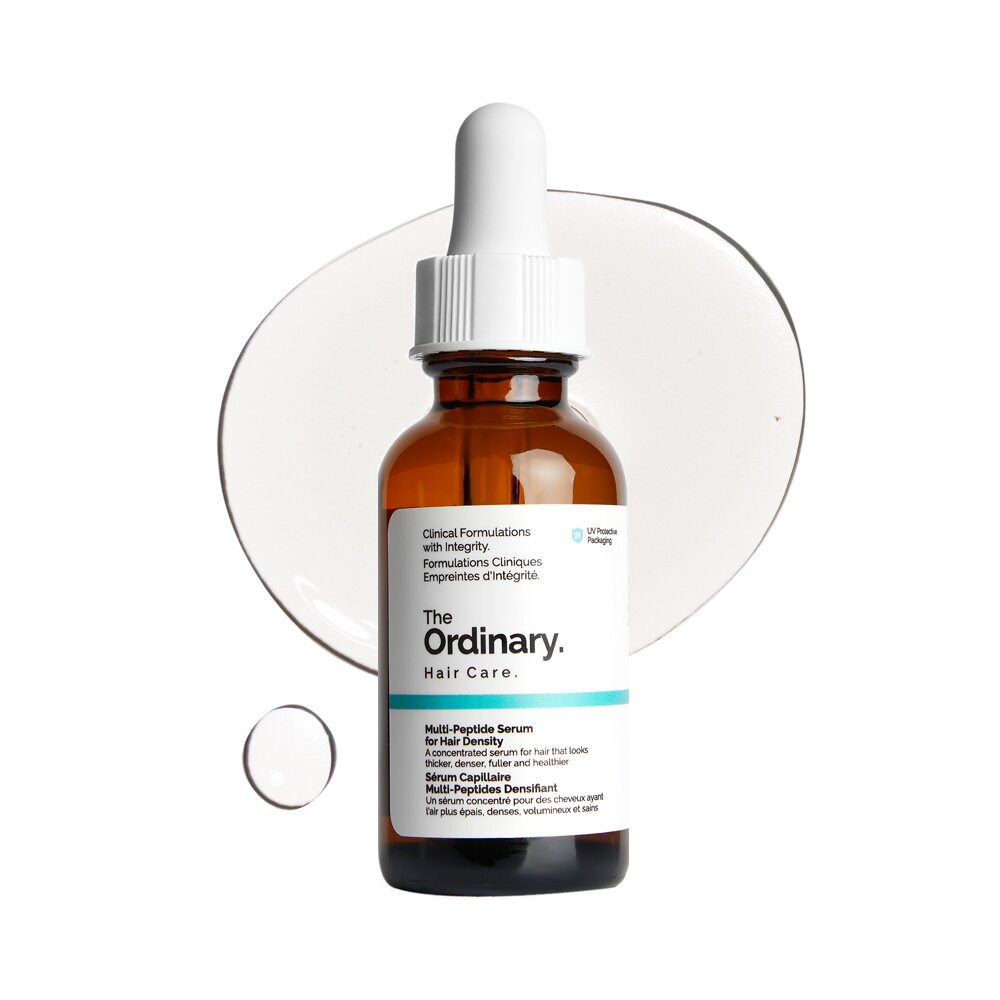 Clinical Formulations
with Integrity.
Formulations Cliniques
Empreintes d'Intégrité.
UV
UV Protective
Packaging
The
Ordinary.
Hair Care.
Multi-Peptide Serum
for Hair Density
A concentrated serum for hair that looks
thicker, denser, fuller and healthier
Sérum Capillaire
Multi-Peptides Densifiant
Un sérum concentré pour des cheveux ayant
l'air plus épais, denses, volumineux et sains